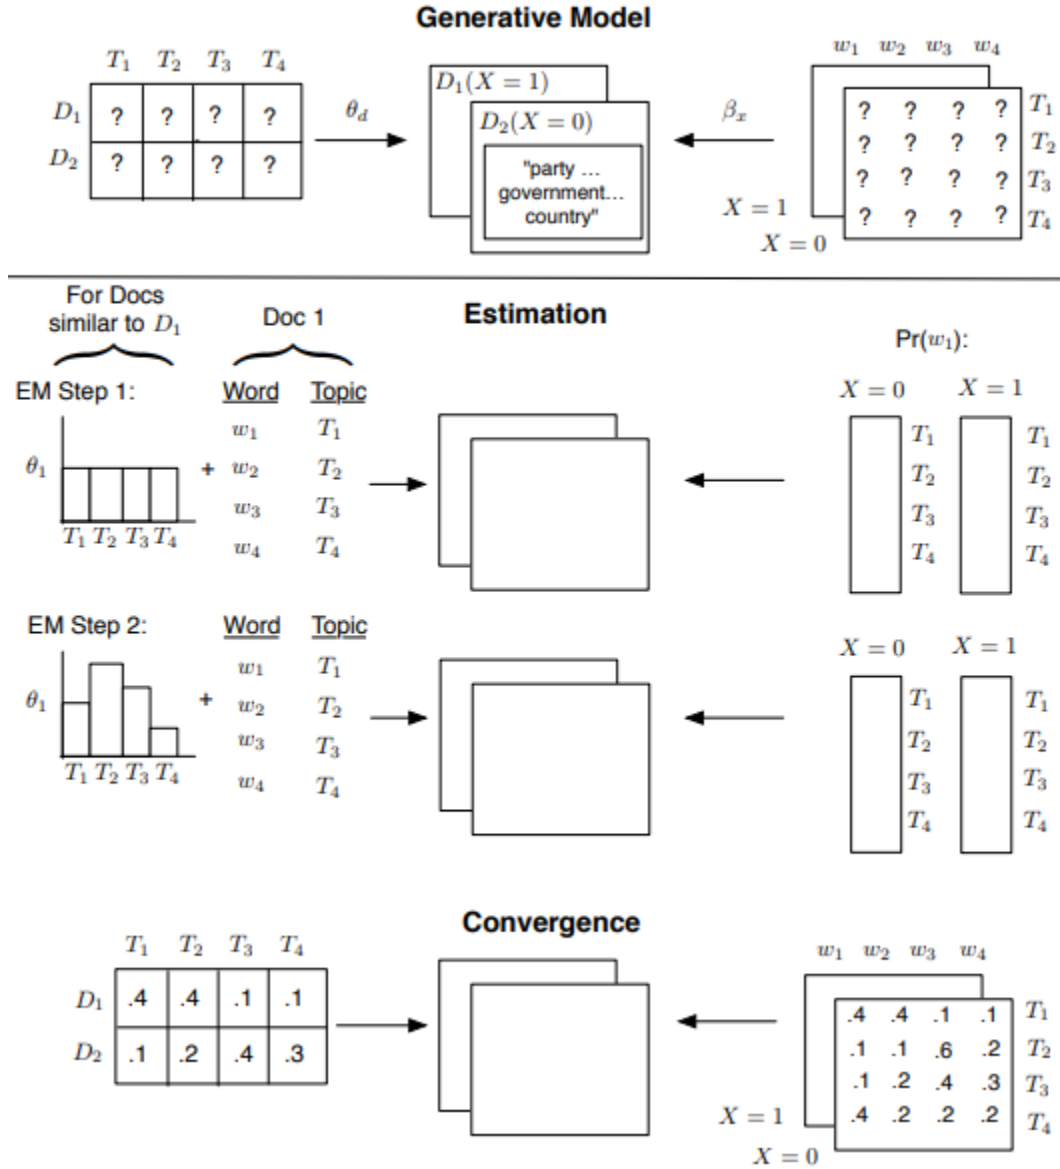 Generative Model
T₁ T₂ T₃ T₄
D₁ ? ? ? ?
D₂ ? ? ? ?
θ_d
D₁(X = 1)
D₂(X = 0)
"party ...
government...
country"
β_x
w₁ w₂ w₃ w₄
? ? ? ? T₁
? ? ? ? T₂
? ? ? ? T₃
? ? ? ? T₄
X = 1
X = 0
For Docs
similar to D₁
Doc 1
Estimation
Pr(w₁):
EM Step 1:
Word Topic
w₁ T₁
w₂ T₂
w₃ T₃
w₄ T₄
θ₁
+
T₁ T₂ T₃ T₄
X = 0 X = 1
T₁ T₁
T₂ T₂
T₃ T₃
T₄ T₄
EM Step 2:
Word Topic
w₁ T₁
w₂ T₂
w₃ T₃
w₄ T₄
θ₁
+
T₁ T₂ T₃ T₄
X = 0 X = 1
T₁ T₁
T₂ T₂
T₃ T₃
T₄ T₄
Convergence
T₁ T₂ T₃ T₄
D₁ .4 .4 .1 .1
D₂ .1 .2 .4 .3
w₁ w₂ w₃ w₄
.4 .4 .1 .1 T₁
.1 .1 .6 .2 T₂
.1 .2 .4 .3 T₃
.4 .2 .2 .2 T₄
X = 1
X = 0